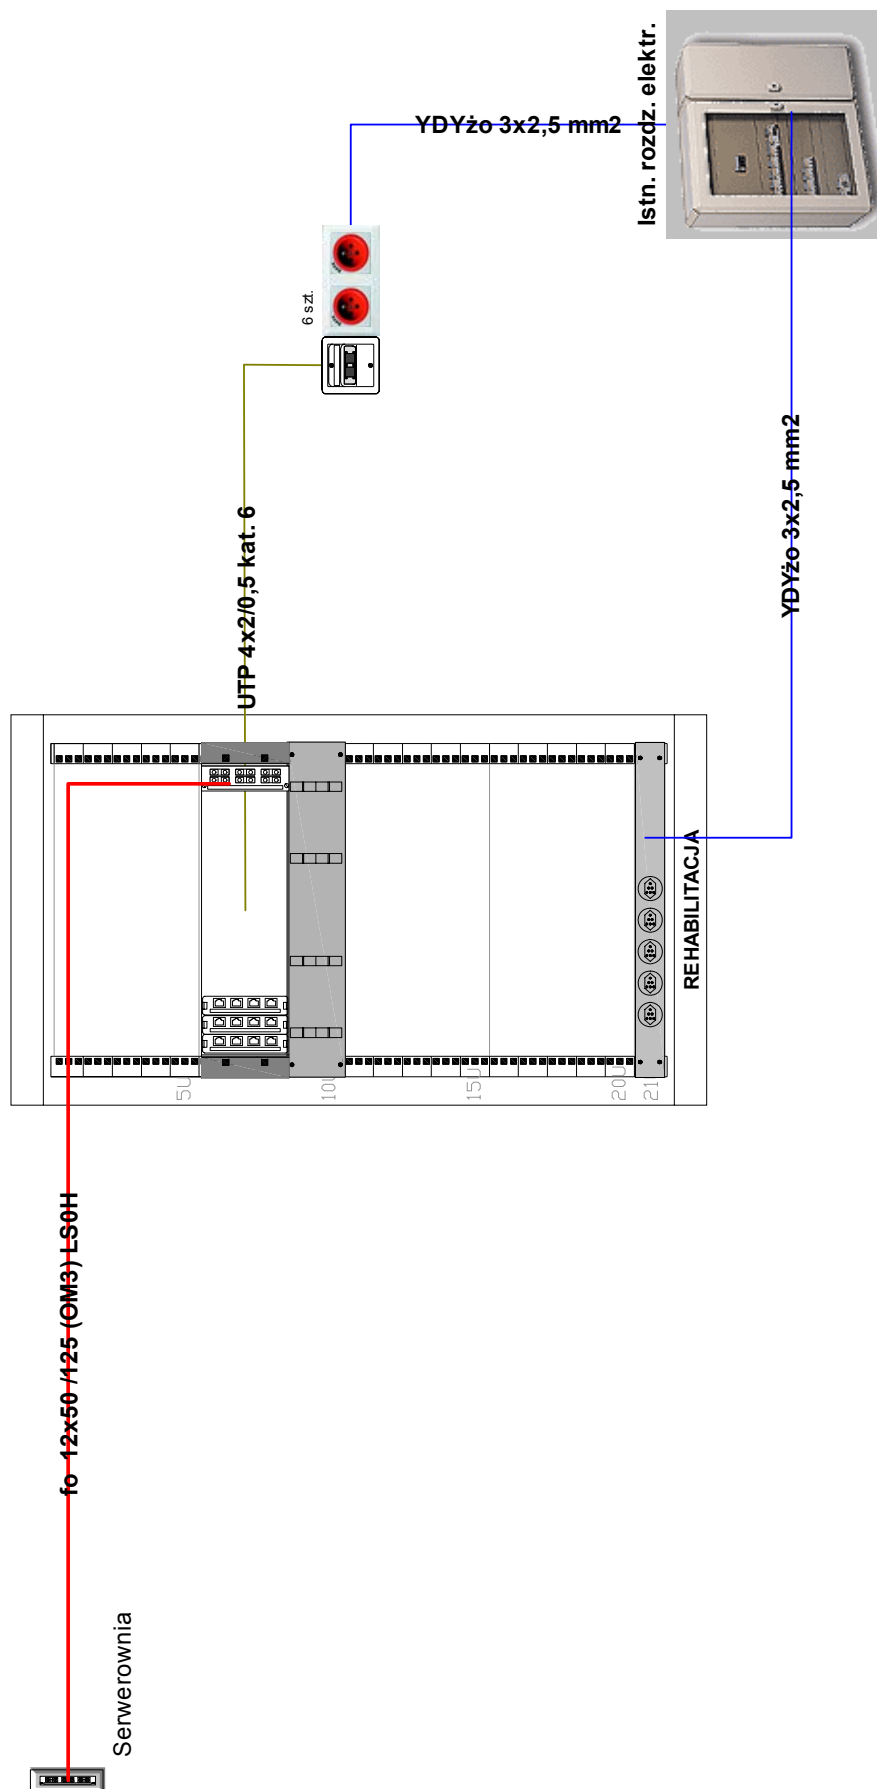 Istn. rozdz. elektr.
YDYżo 3x2,5 mm2
6 szt.
YDYżo 3x2,5 mm2
UTP 4x2/0,5 kat. 6
REHABILITACJA
5U
10U
15U
20U
21
fo 12x50 /125 (OM3) LS0H
Serwerownia